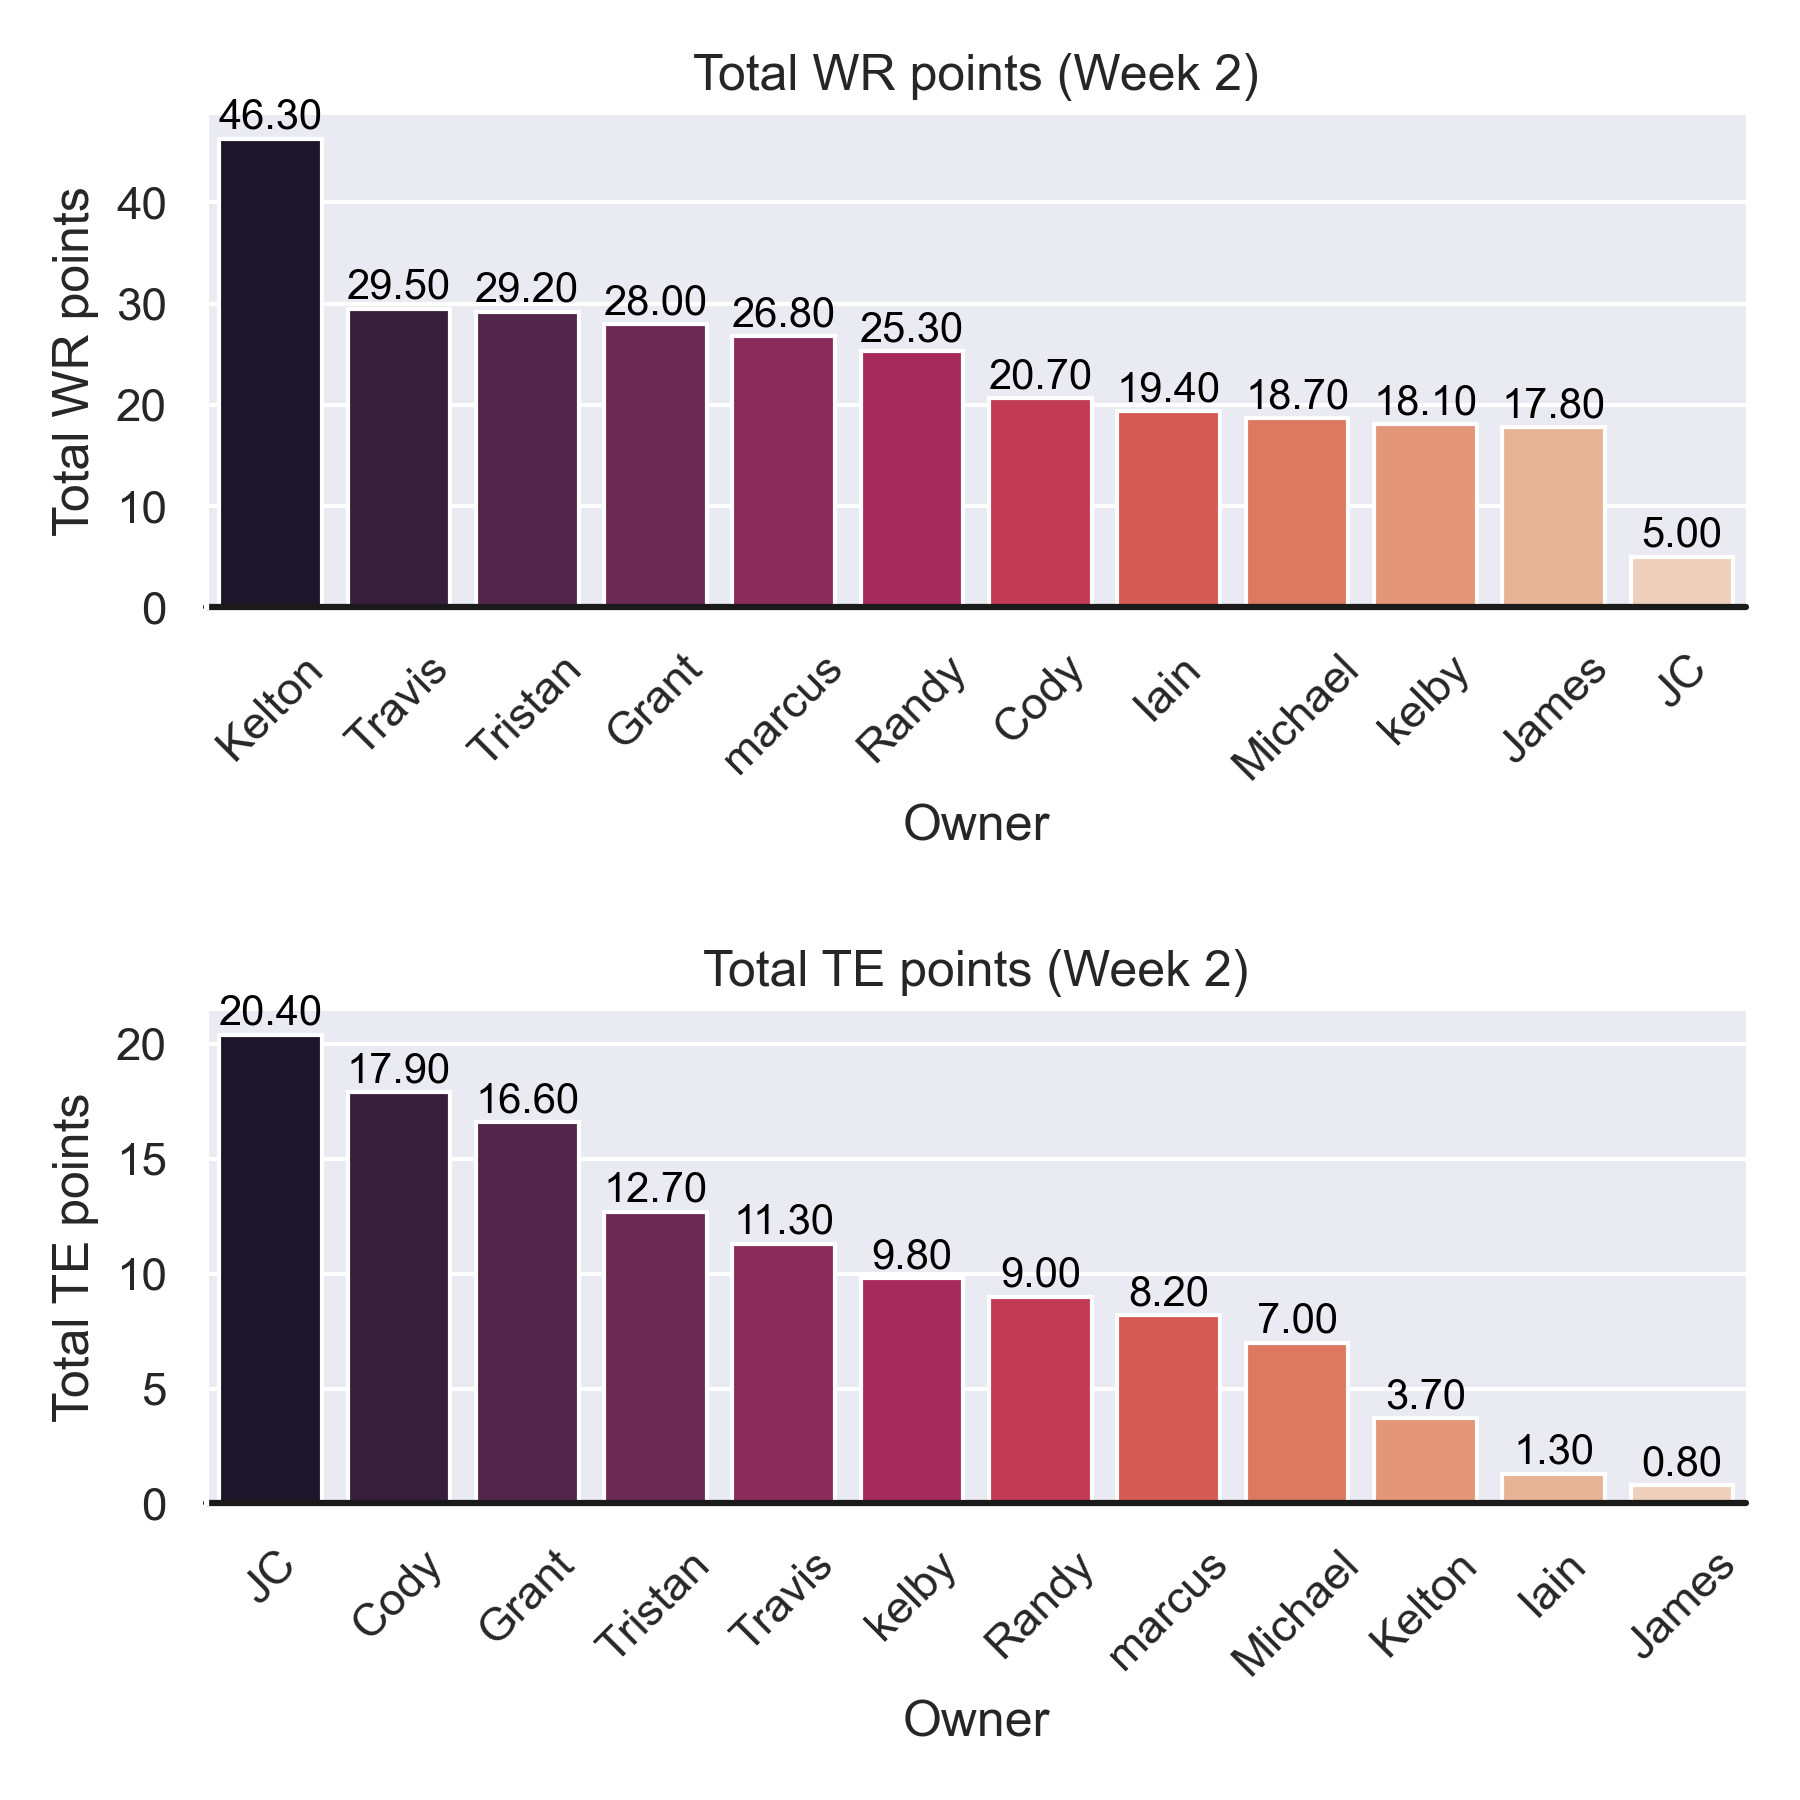 Total WR points (Week 2)
46.30
29.50 29.20 28.00 26.80 25.30 20.70 19.40 18.70 18.10 17.80 5.00
40
30
20
10
0
Total WR points
Kelton Travis Tristan Grant marcus Randy Cody Iain Michael kelby James JC
Owner
Total TE points (Week 2)
20.40
17.90 16.60 12.70 11.30 9.80 9.00 8.20 7.00 3.70 1.30 0.80
20
15
10
5
0
Total TE points
JC Cody Grant Tristan Travis kelby Randy marcus Michael Kelton Iain James
Owner